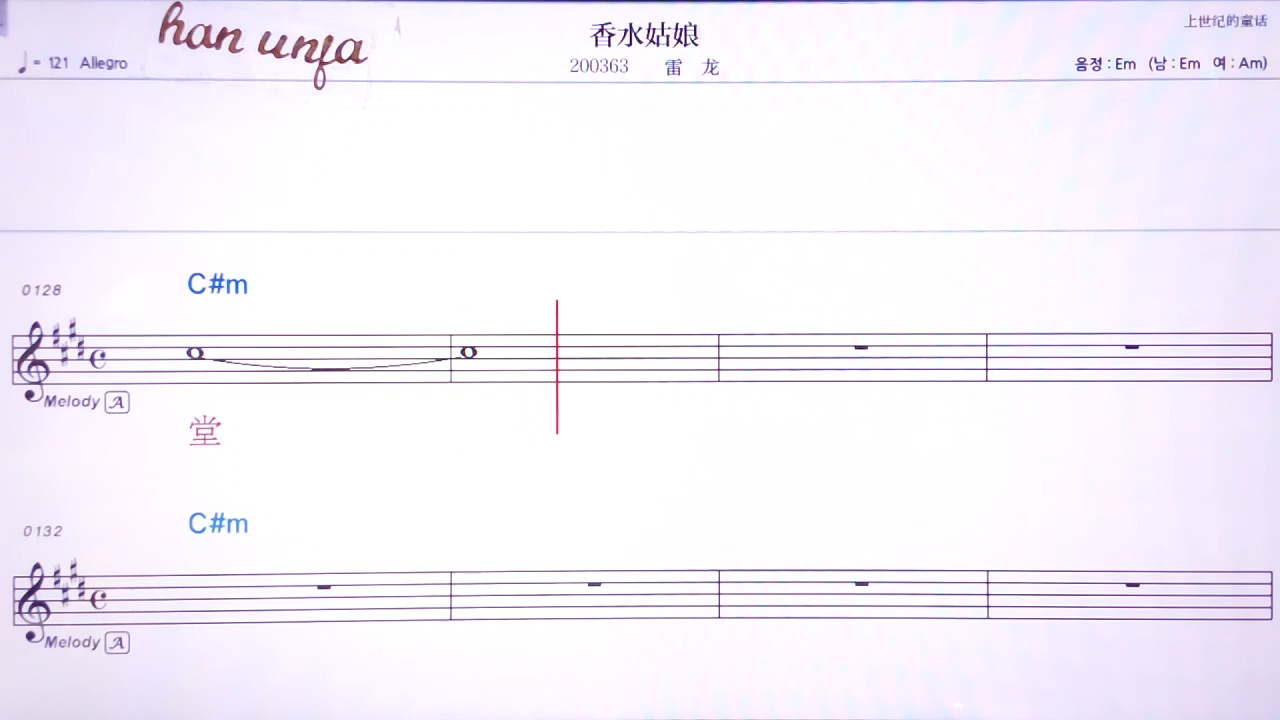 han unfa
香水姑娘
上世纪的童话
♩= 121 Allegro
200363 雷 龙
음정 : Em (남 : Em 여 : Am)
C#m
0128
Melody A
堂
C#m
0132
Melody A